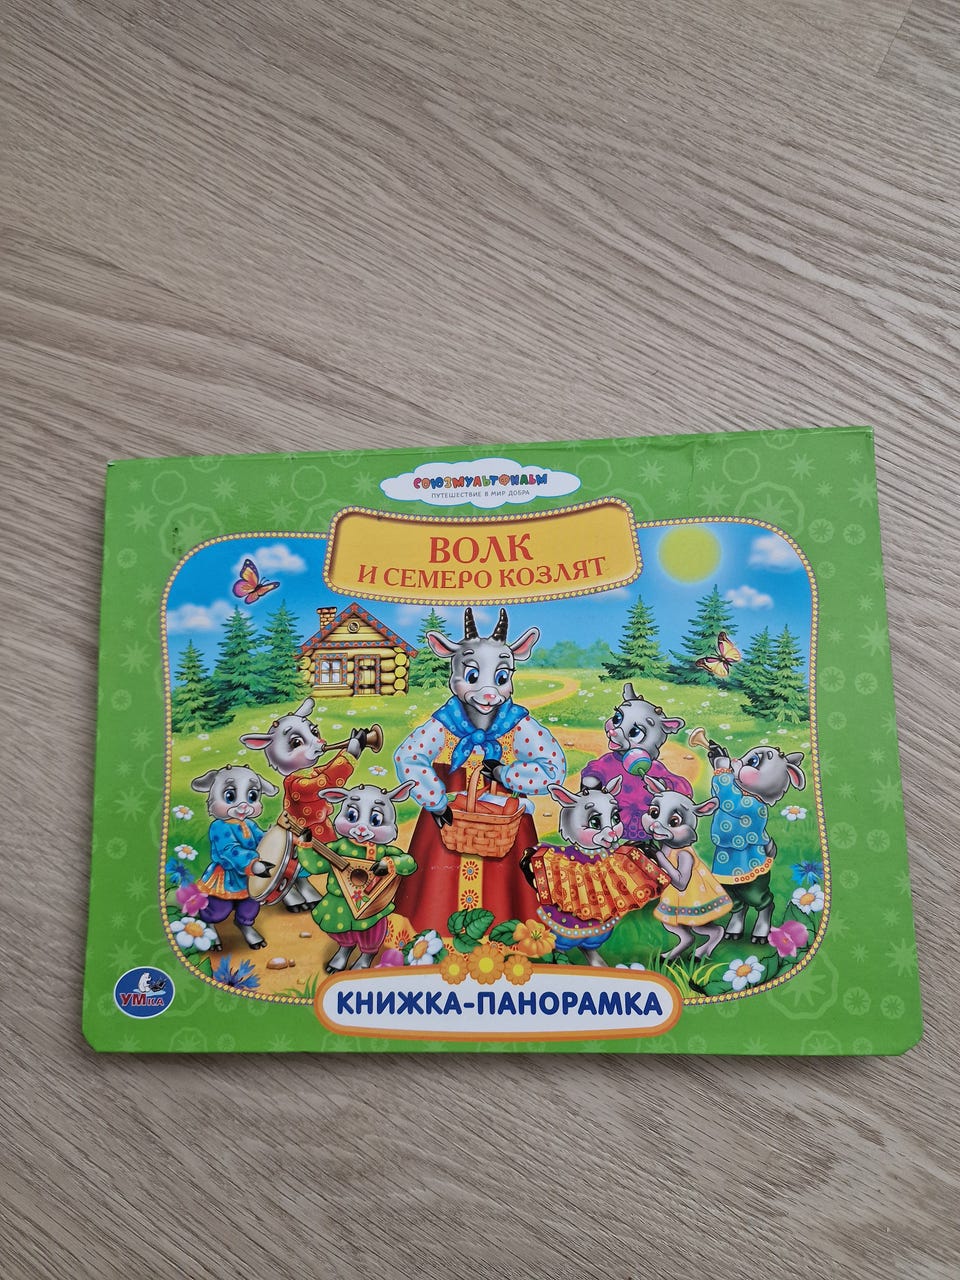 СОЮЗМУЛЬТФИЛЬМ
ПУТЕШЕСТВИЕ В МИР ДОБРА
ВОЛК
И СЕМЕРО КОЗЛЯТ
УМка
КНИЖКА-ПАНОРАМКА